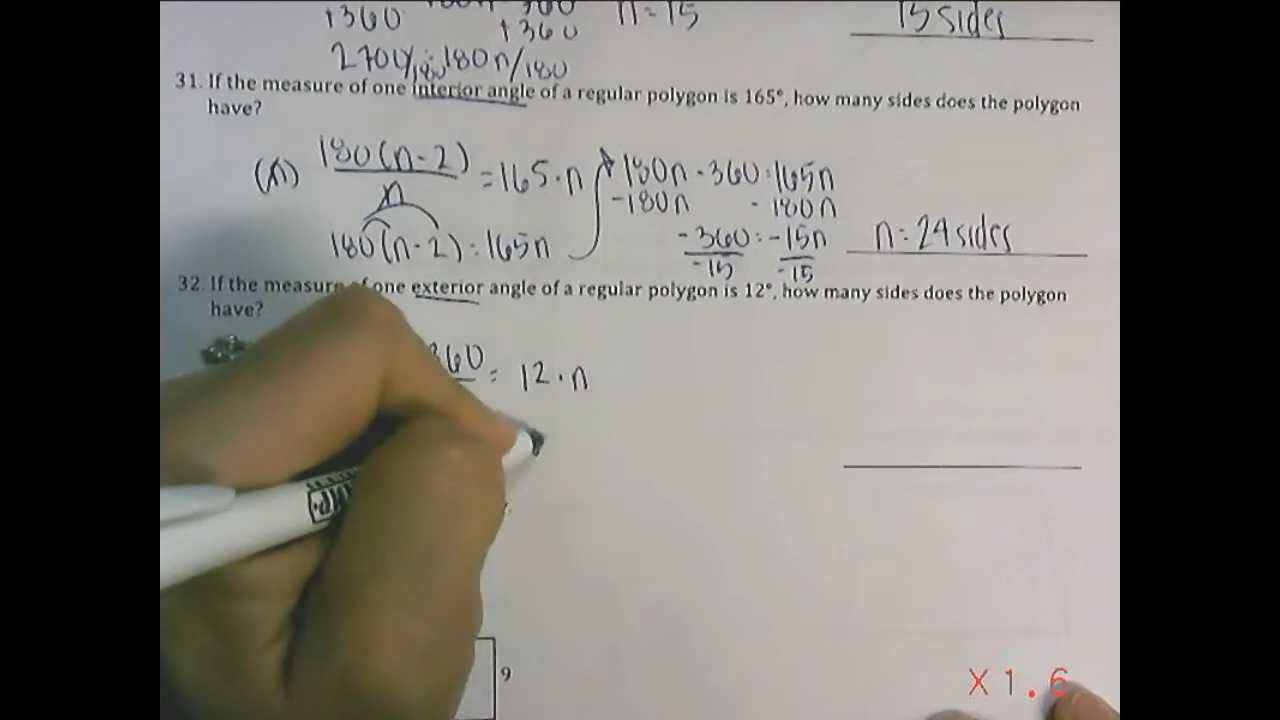 +360 +360 n = 15 15 sides
2700/180 = 180n/180
31. If the measure of one interior angle of a regular polygon is 165°, how many sides does the polygon
have?
(n) 180(n-2)/n = 165·n
180(n-2) = 165n
180n - 360 = 165n
-180n -180n
-360 = -15n
-15 -15
n = 24 sides
32. If the measure of one exterior angle of a regular polygon is 12°, how many sides does the polygon
have?
360 = 12·n
9
X1.6